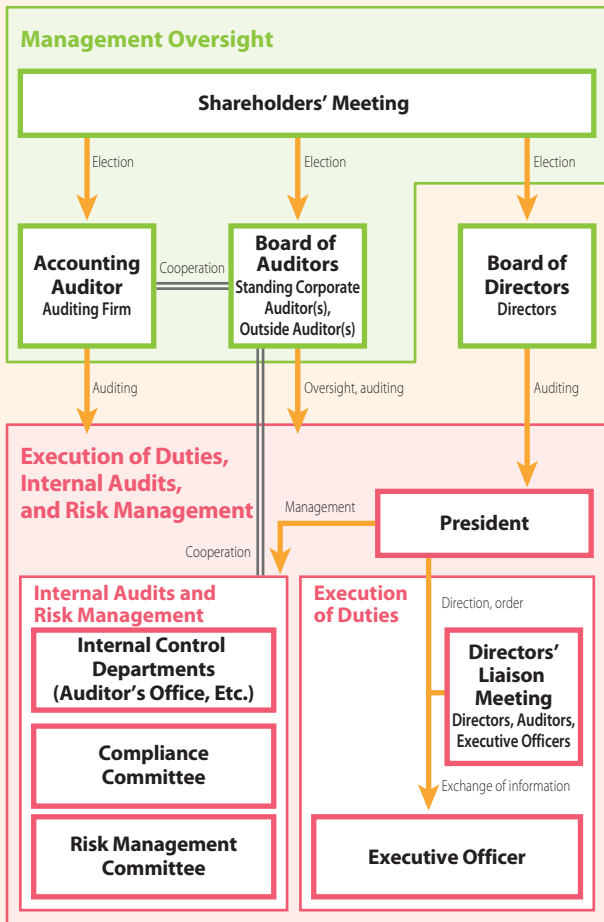 Management Oversight
Shareholders’ Meeting
Election
Election
Election
Accounting
Auditor
Auditing Firm
Cooperation
Board of
Auditors
Standing Corporate
Auditor(s),
Outside Auditor(s)
Board of
Directors
Directors
Auditing
Oversight, auditing
Auditing
Execution of Duties,
Internal Audits,
and Risk Management
Management
President
Cooperation
Internal Audits and
Risk Management
Internal Control
Departments
(Auditor’s Office, Etc.)
Compliance
Committee
Risk Management
Committee
Execution
of Duties
Direction, order
Directors’
Liaison
Meeting
Directors, Auditors,
Executive Officers
Exchange of information
Executive Officer